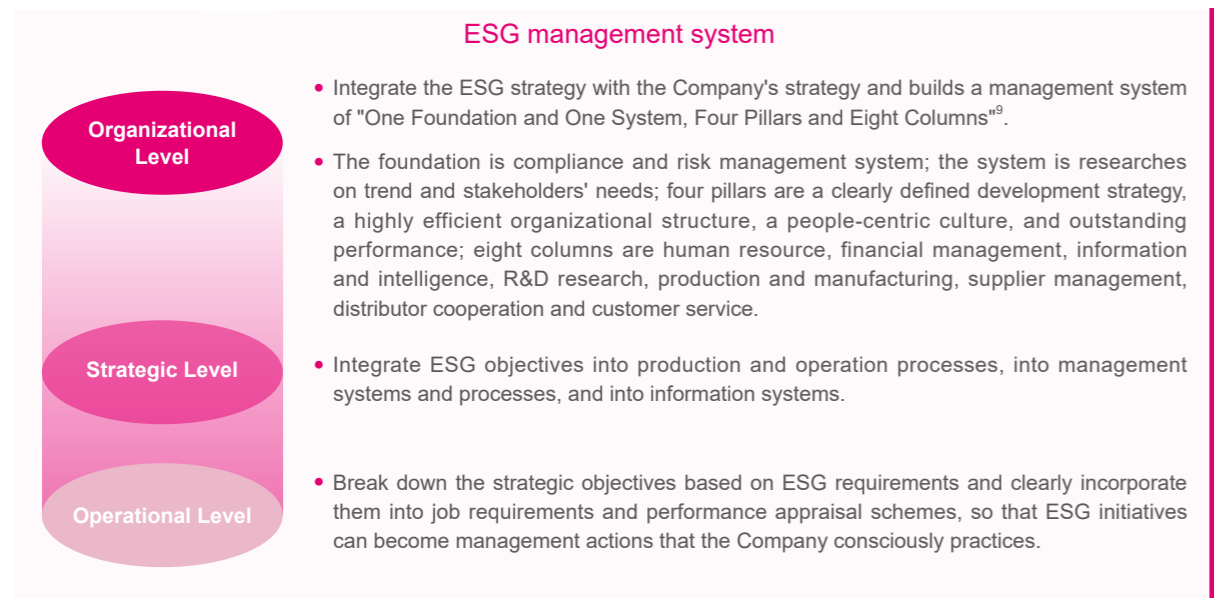 ESG management system
Organizational
Level
• Integrate the ESG strategy with the Company's strategy and builds a management system
of "One Foundation and One System, Four Pillars and Eight Columns"⁹.
• The foundation is compliance and risk management system; the system is researches
on trend and stakeholders' needs; four pillars are a clearly defined development strategy,
a highly efficient organizational structure, a people-centric culture, and outstanding
performance; eight columns are human resource, financial management, information
and intelligence, R&D research, production and manufacturing, supplier management,
distributor cooperation and customer service.
Strategic Level
• Integrate ESG objectives into production and operation processes, into management
systems and processes, and into information systems.
Operational Level
• Break down the strategic objectives based on ESG requirements and clearly incorporate
them into job requirements and performance appraisal schemes, so that ESG initiatives
can become management actions that the Company consciously practices.